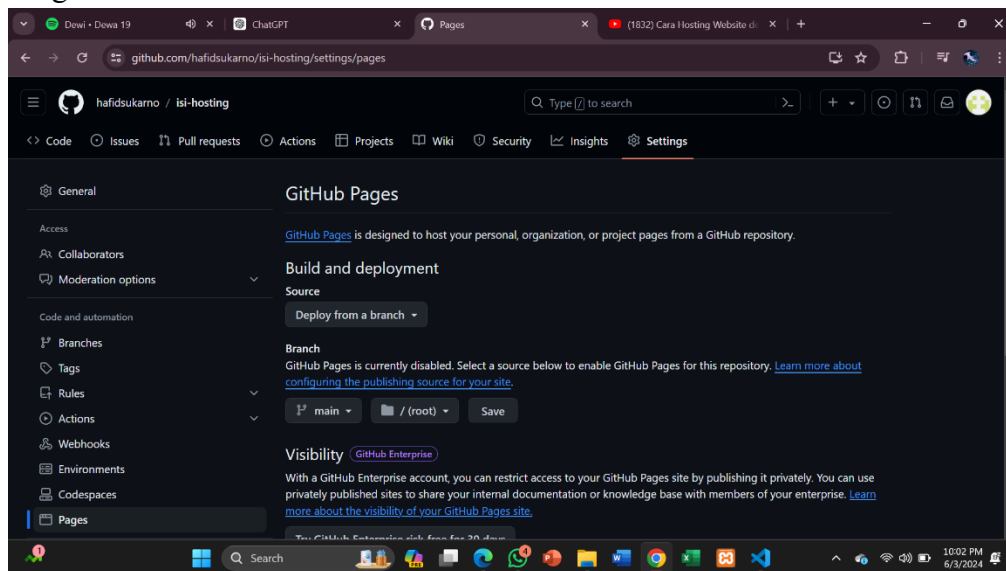 Dewi • Dewa 19
ChatGPT
Pages
(1832) Cara Hosting Website de
github.com/hafidsukarno/isi-hosting/settings/pages
hafidsukarno / isi-hosting
Type / to search
Code
Issues
Pull requests
Actions
Projects
Wiki
Security
Insights
Settings
General
Access
Collaborators
Moderation options
Code and automation
Branches
Tags
Rules
Actions
Webhooks
Environments
Codespaces
Pages
GitHub Pages
GitHub Pages is designed to host your personal, organization, or project pages from a GitHub repository.
Build and deployment
Source
Deploy from a branch
Branch
GitHub Pages is currently disabled. Select a source below to enable GitHub Pages for this repository. Learn more about
configuring the publishing source for your site.
main
/ (root)
Save
Visibility GitHub Enterprise
With a GitHub Enterprise account, you can restrict access to your GitHub Pages site by publishing it privately. You can use
privately published sites to share your internal documentation or knowledge base with members of your enterprise. Learn
more about the visibility of your GitHub Pages site.
Try GitHub Enterprise risk-free for 30 days
Search
10:02 PM
6/3/2024